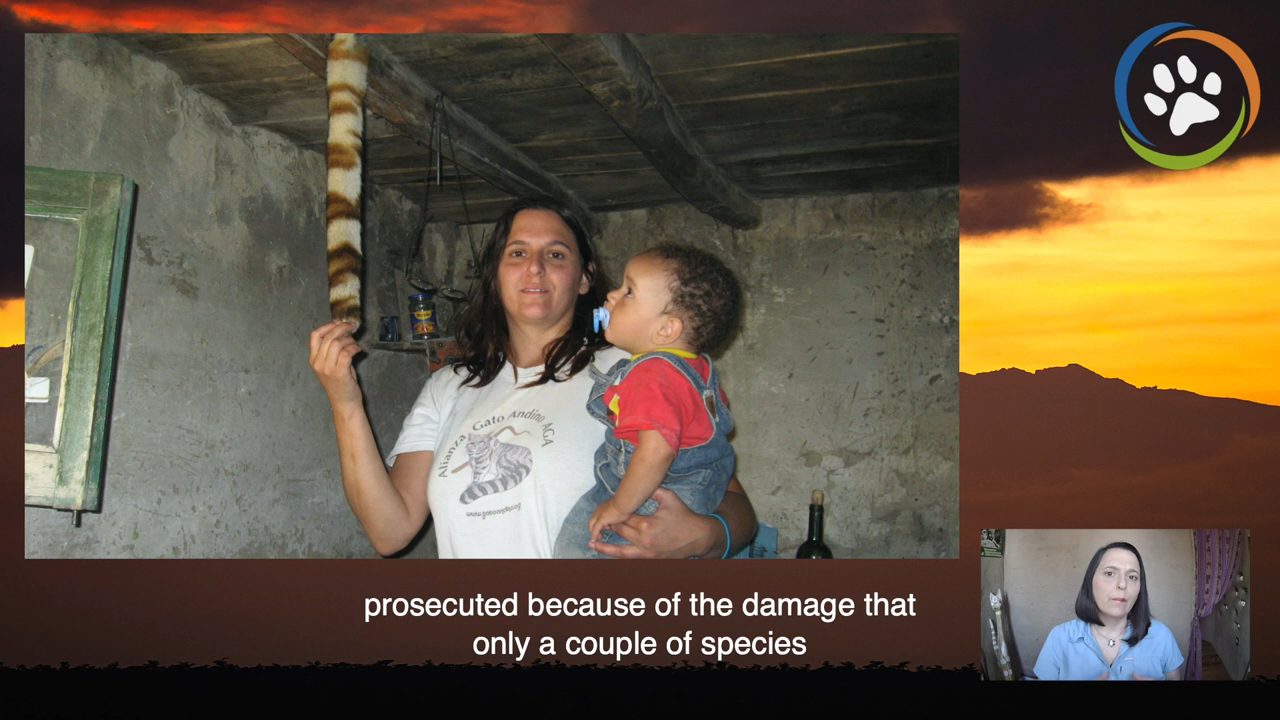 Alianza Gato Andino AGA
prosecuted because of the damage that
only a couple of species